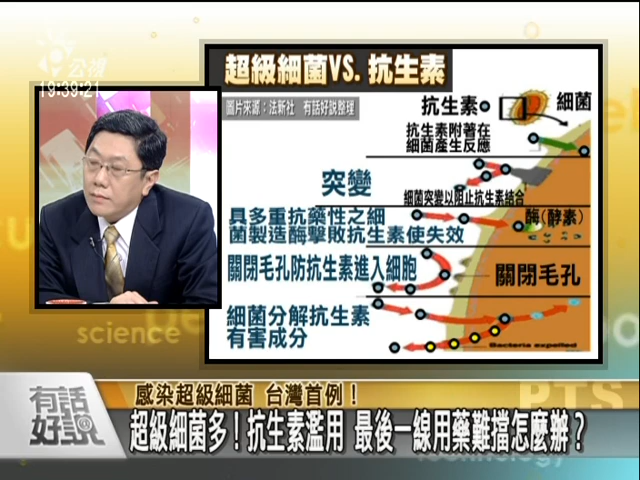 公視
19:39:21
超級細菌VS. 抗生素
圖片來源：法新社 有話好說整理
抗生素
細菌
抗生素附著在
細菌產生反應
突變
細菌突變以阻止抗生素結合
具多重抗藥性之細
菌製造酶擊敗抗生素使失效
酶(酵素)
關閉毛孔防抗生素進入細胞
關閉毛孔
細菌分解抗生素
有害成分
Bacteria expelled
science
PTS
technology
有話
好說
感染超級細菌 台灣首例！
超級細菌多！抗生素濫用 最後一線用藥難擋怎麼辦？